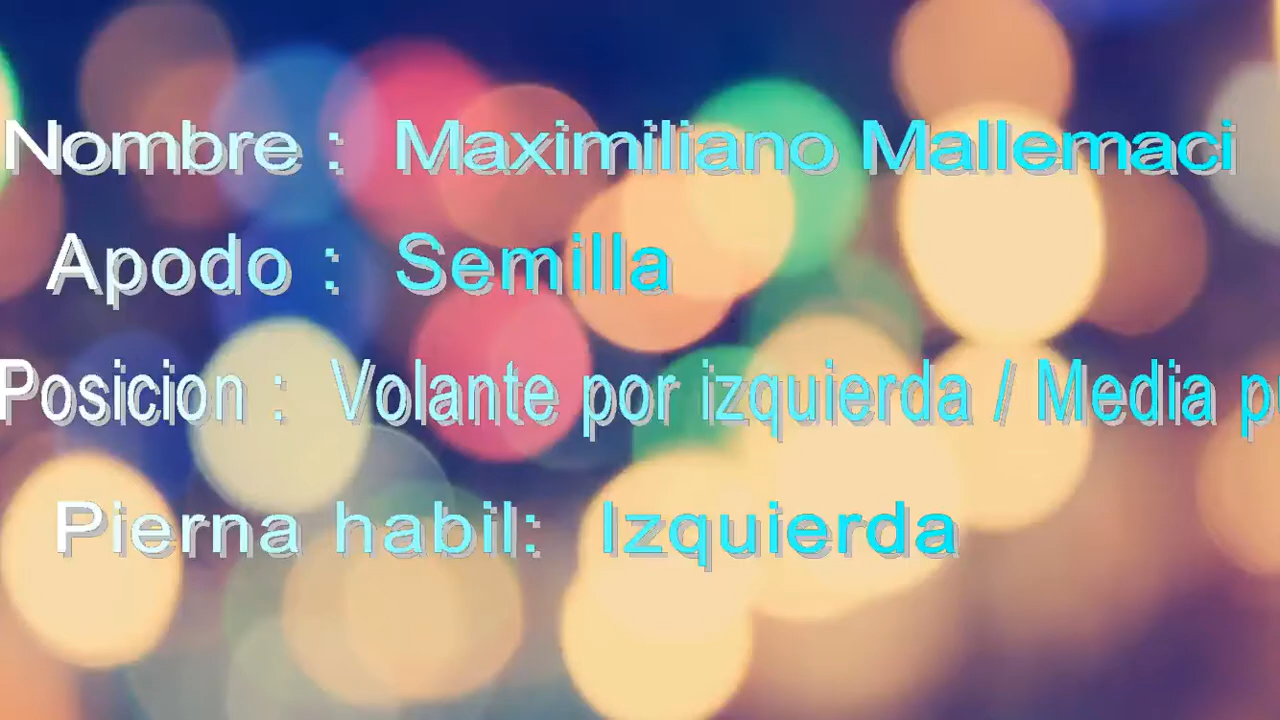 Nombre : Maximiliano Mallemaci
Apodo : Semilla
Posicion : Volante por izquierda / Media
Pierna habil: Izquierda